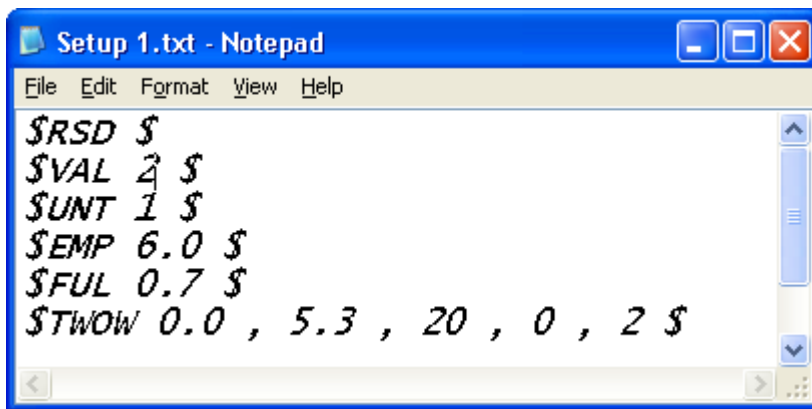 Setup 1.txt - Notepad
File Edit Format View Help
$RSD $
$VAL 2 $
$UNT 1 $
$EMP 6.0 $
$FUL 0.7 $
$TWOW 0.0 , 5.3 , 20 , 0 , 2 $